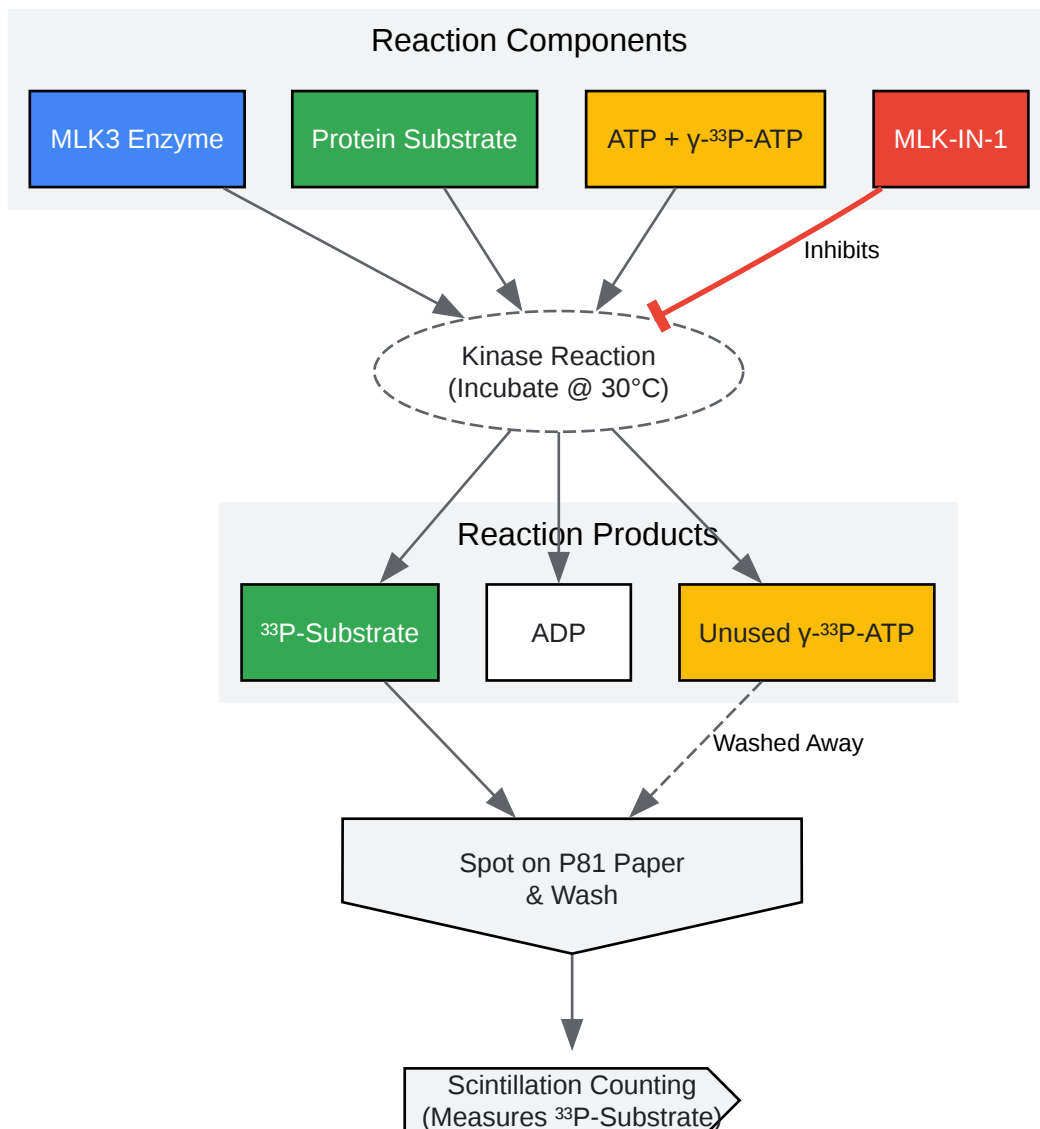 Reaction Components
MLK3 Enzyme
Protein Substrate
ATP + γ-³³P-ATP
MLK-IN-1
Inhibits
Kinase Reaction
(Incubate @ 30°C)
Reaction Products
³³P-Substrate
ADP
Unused γ-³³P-ATP
Washed Away
Spot on P81 Paper
& Wash
Scintillation Counting
(Measures ³³P-Substrate)